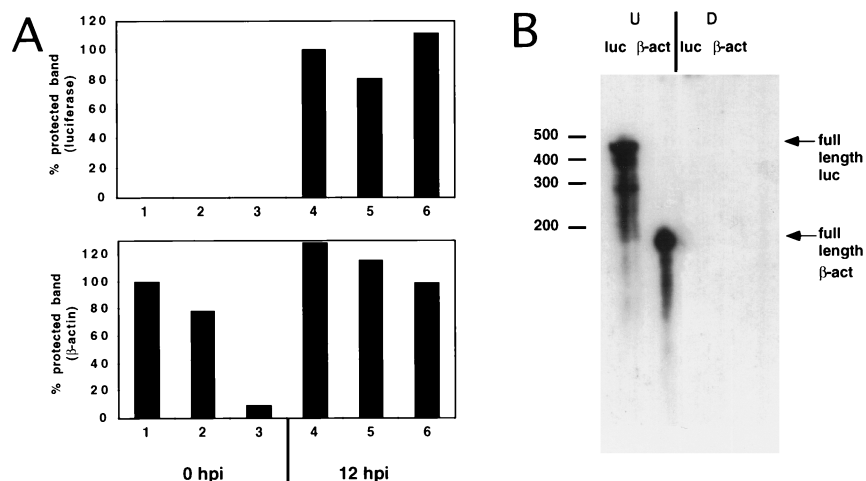 A
% protected band
(luciferase)
120
100
80
60
40
20
0
1 2 3 4 5 6
% protected band
(β-actin)
120
100
80
60
40
20
0
1 2 3 4 5 6
0 hpi 12 hpi
B
U D
luc β-act luc β-act
500
400
300
200
full
length
luc
full
length
β-act